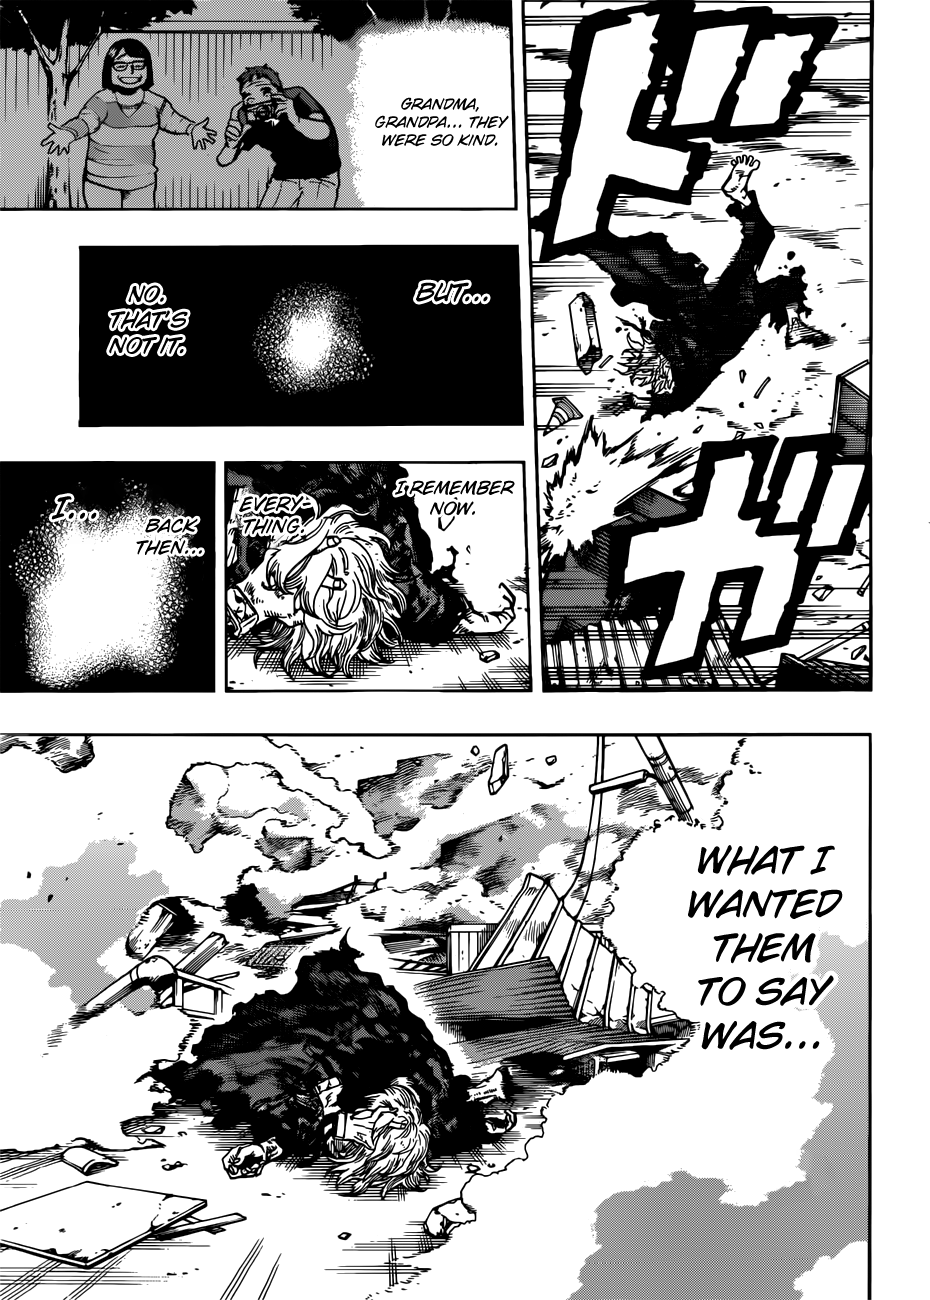 ドガ
GRANDMA,
GRANDPA... THEY
WERE SO KIND.
BUT...
NO.
THAT'S
NOT IT.
I REMEMBER
NOW.
EVERY-
THING.
BACK
THEN...
I...
WHAT I
WANTED
THEM
TO SAY
WAS...